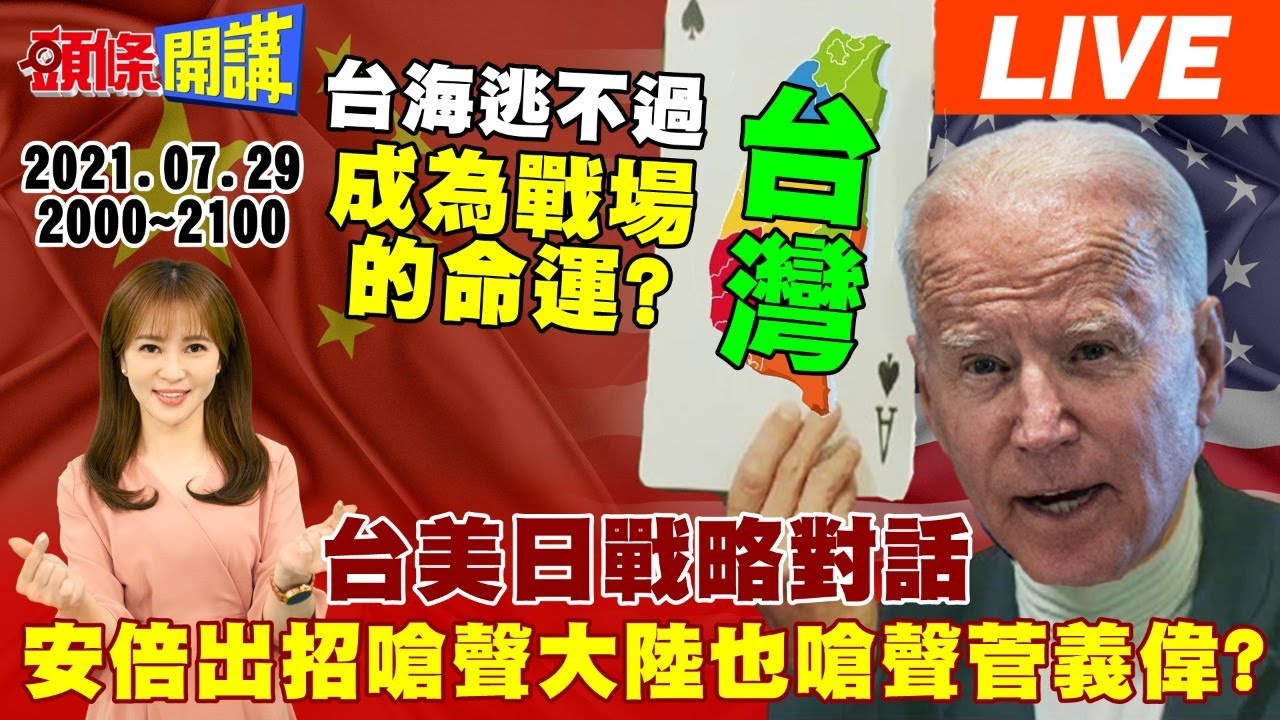 頭條開講
LIVE
2021.07.29
2000~2100
台海逃不過
成為戰場
的命運?
台灣
A
台美日戰略對話
安倍出招嗆聲大陸也嗆聲菅義偉?